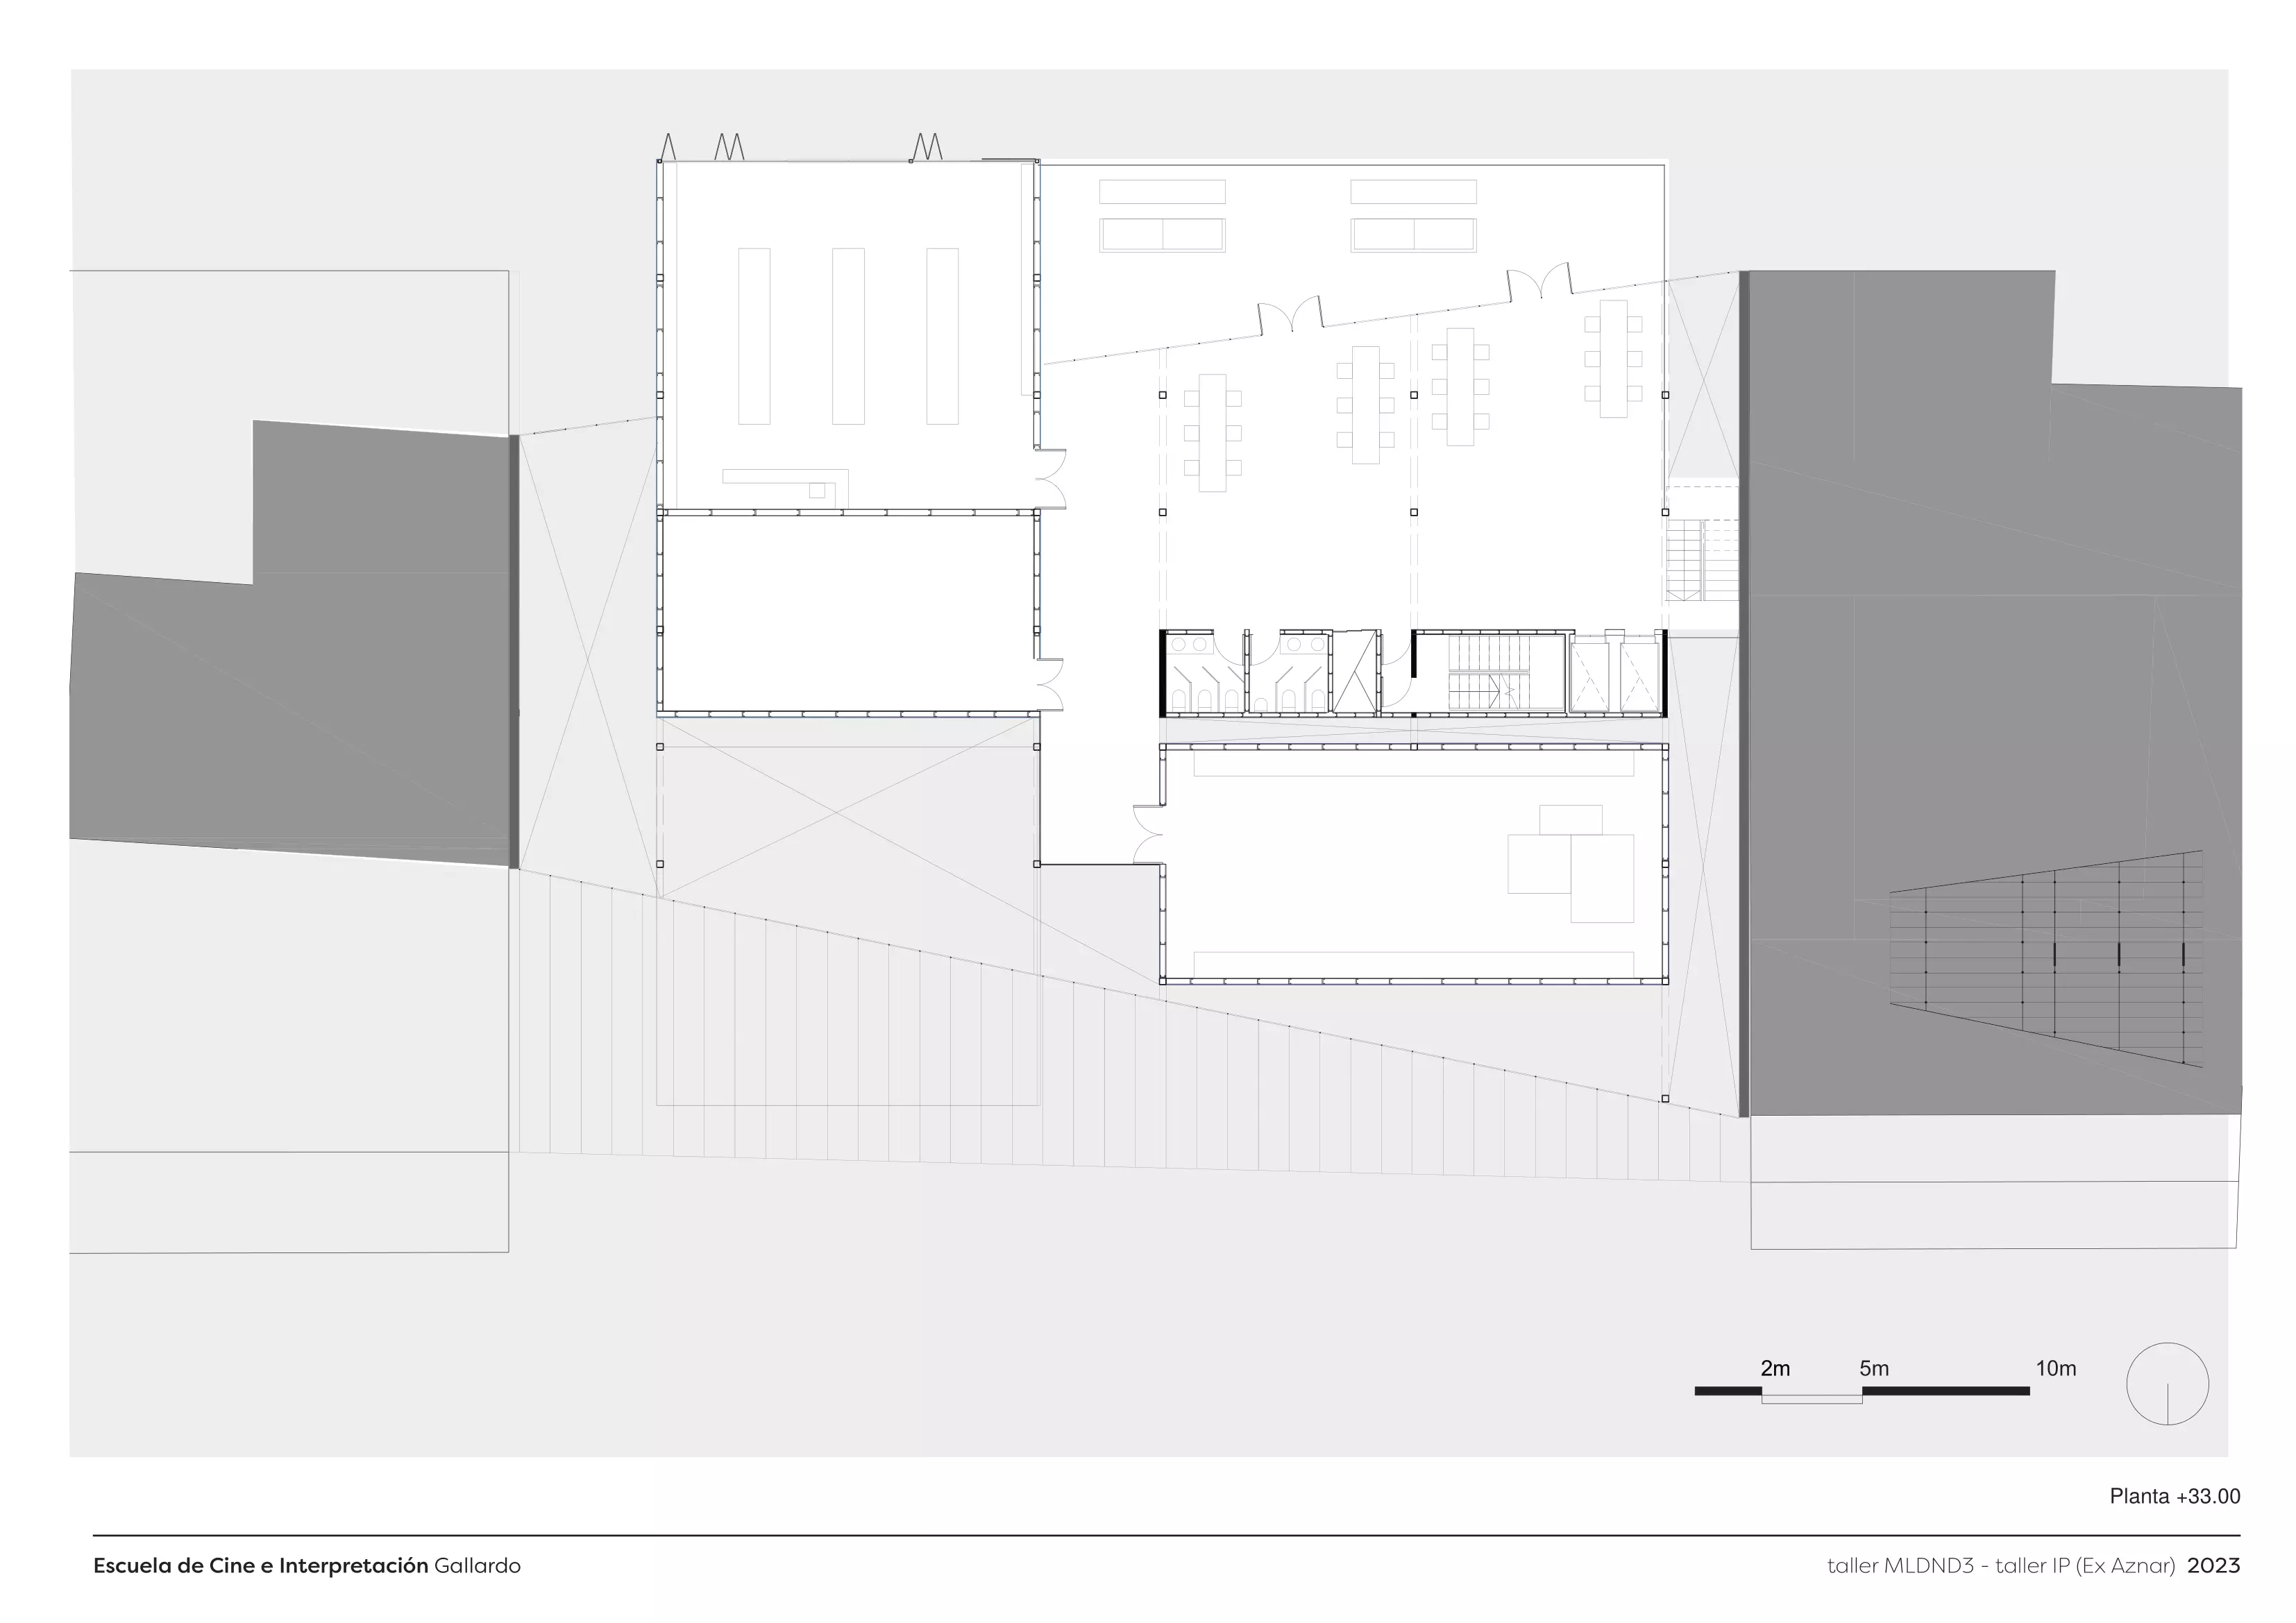 2m 5m 10m
Planta +33.00
Escuela de Cine e Interpretación Gallardo
taller MLDND3 - taller IP (Ex Aznar) 2023